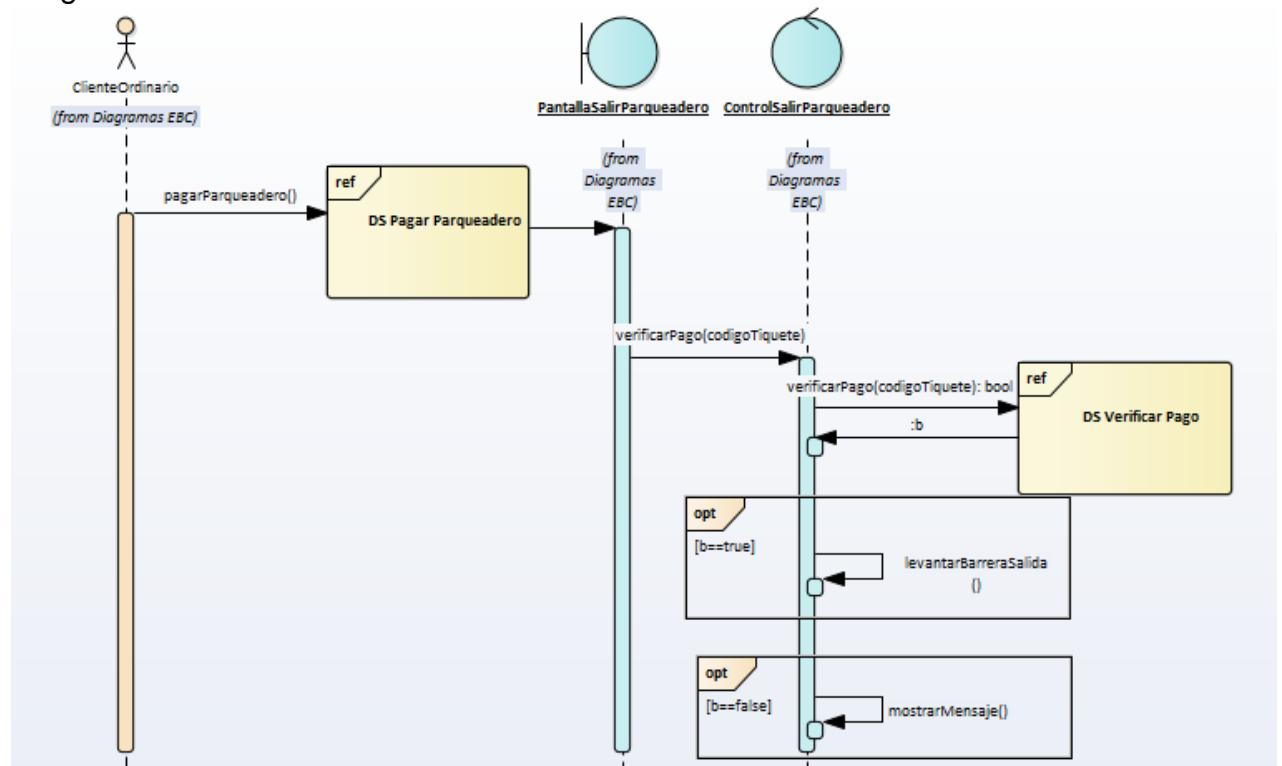 ClienteOrdinario
(from Diagramas EBC)
PantallaSalirParqueadero
ControlSalirParqueadero
(from
Diagramas
EBC)
(from
Diagramas
EBC)
pagarParqueadero()
ref
DS Pagar Parqueadero
verificarPago(codigoTiquete)
verificarPago(codigoTiquete): bool
ref
DS Verificar Pago
:b
opt
[b==true]
levantarBarreraSalida
()
opt
[b==false]
mostrarMensaje()